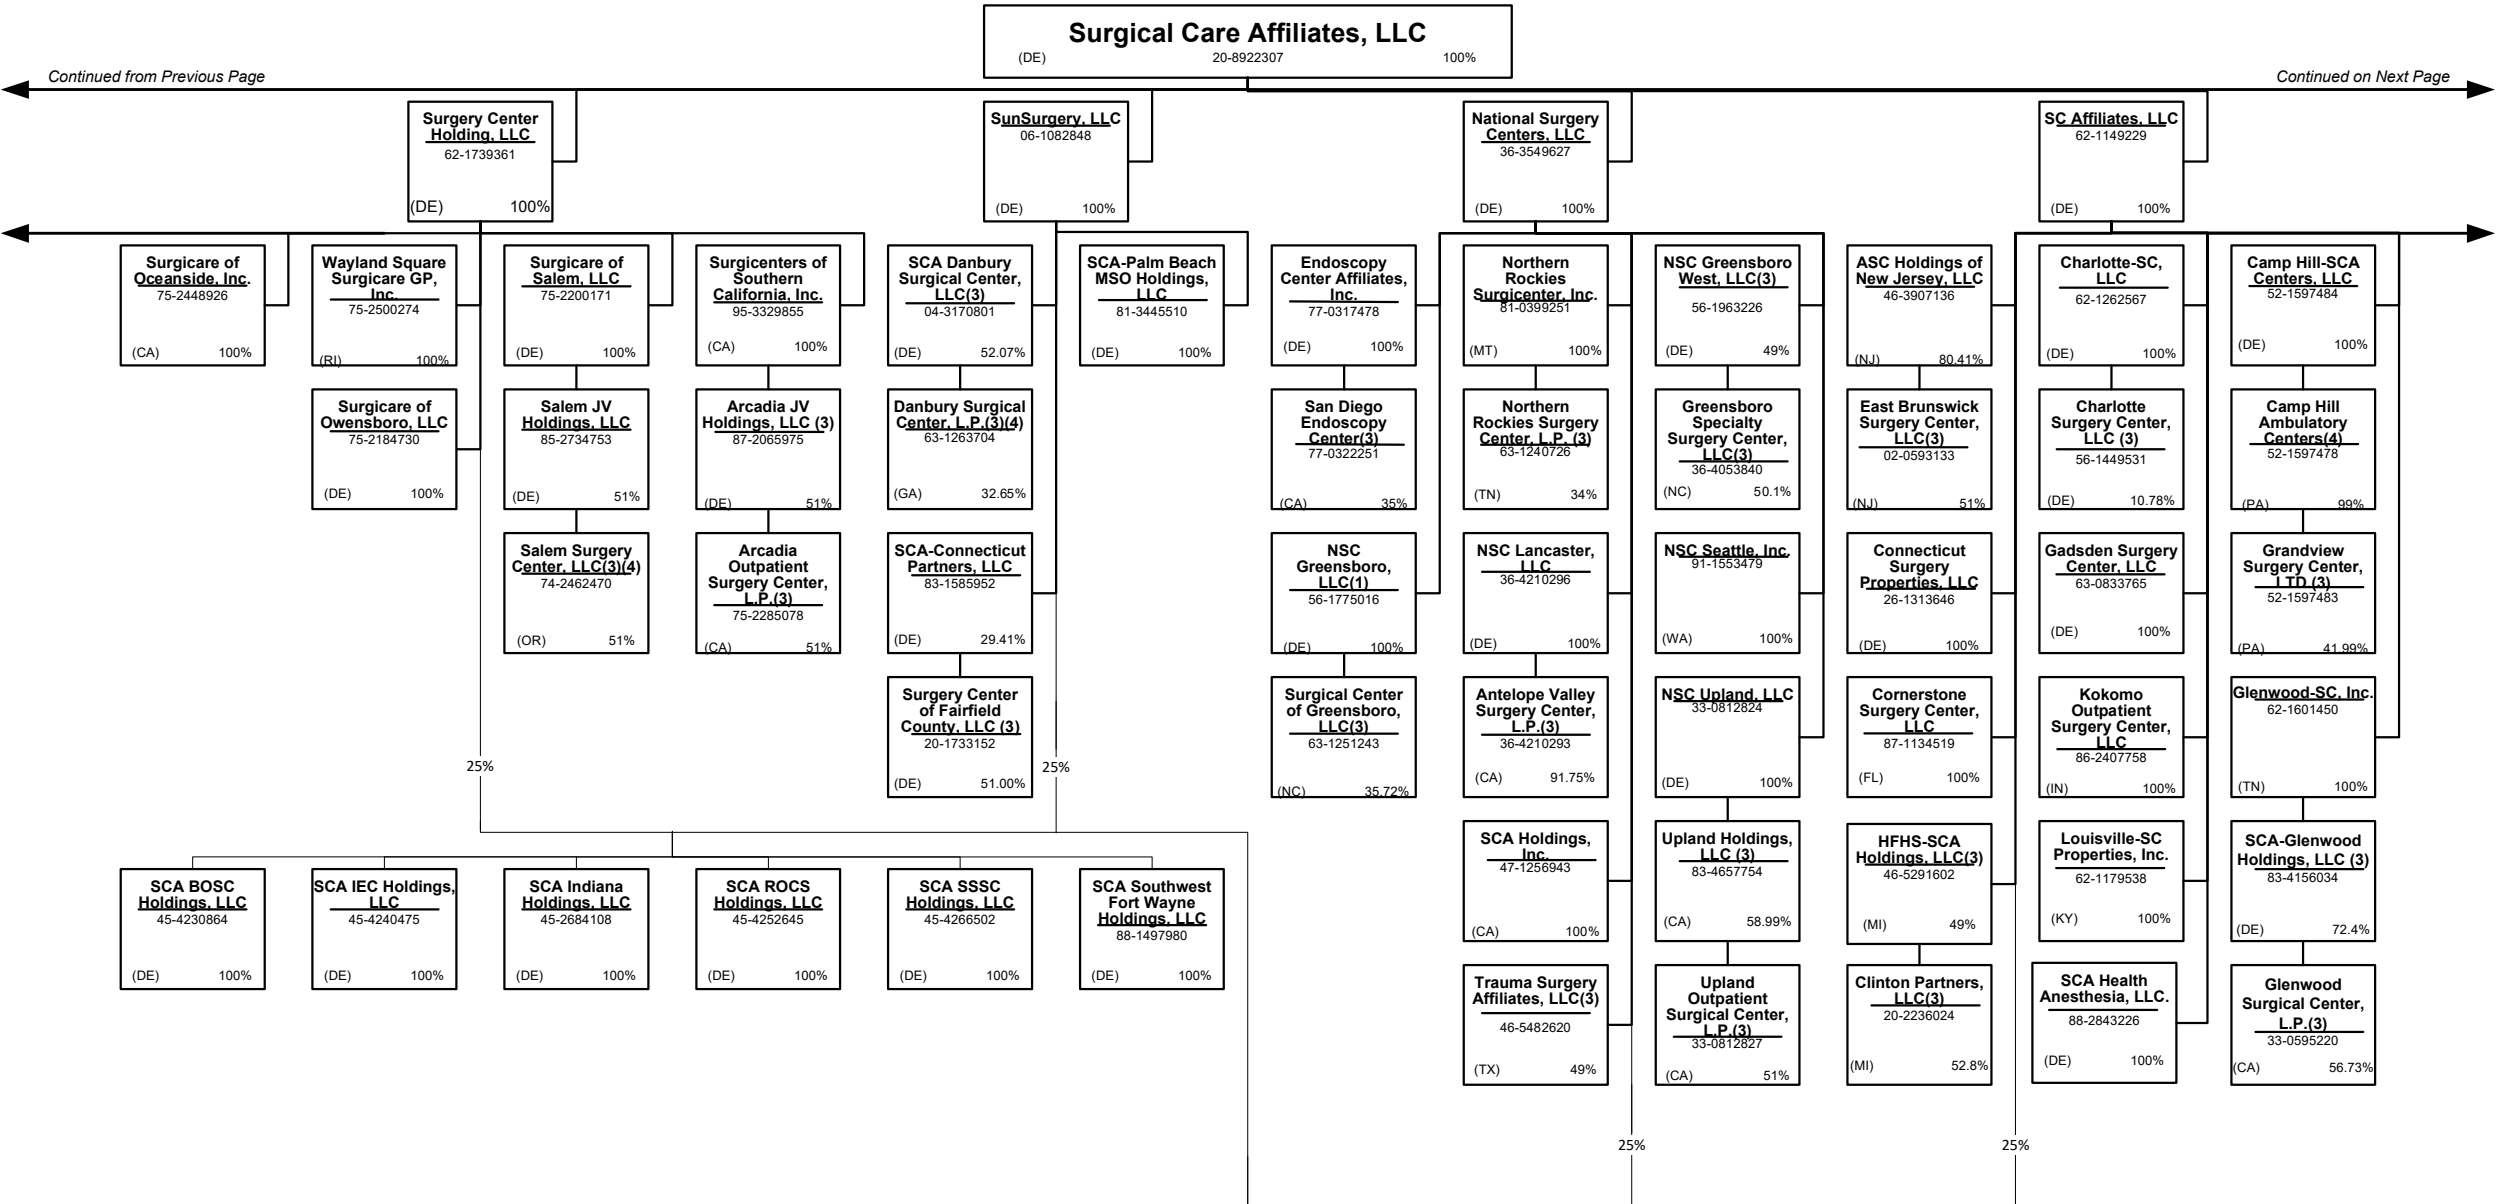 Surgical Care Affiliates, LLC
(DE) 20-8922307 100%
Continued from Previous Page
Continued on Next Page
Surgery Center
Holding, LLC
62-1739361
(DE) 100%
SunSurgery, LLC
06-1082848
(DE) 100%
National Surgery
Centers, LLC
36-3549627
(DE) 100%
SC Affiliates, LLC
62-1149229
(DE) 100%
Surgicare of
Oceanside, Inc.
75-2448926
(CA) 100%
Wayland Square
Surgicare GP,
Inc.
75-2500274
(RI) 100%
Surgicare of
Salem, LLC
75-2200171
(DE) 100%
Surgicenters of
Southern
California, Inc.
95-3329855
(CA) 100%
SCA Danbury
Surgical Center,
LLC(3)
04-3170801
(DE) 52.07%
SCA-Palm Beach
MSO Holdings,
LLC
81-3445510
(DE) 100%
Endoscopy
Center Affiliates,
Inc.
77-0317478
(DE) 100%
Northern
Rockies
Surgicenter, Inc.
81-0399251
(MT) 100%
NSC Greensboro
West, LLC(3)
56-1963226
(DE) 49%
ASC Holdings of
New Jersey, LLC
46-3907136
(NJ) 80.41%
Charlotte-SC,
LLC
62-1262567
(DE) 100%
Camp Hill-SCA
Centers, LLC
52-1597484
(DE) 100%
Surgicare of
Owensboro, LLC
75-2184730
(DE) 100%
Salem JV
Holdings, LLC
85-2734753
(DE) 51%
Arcadia JV
Holdings, LLC (3)
87-2065975
(DE) 51%
Danbury Surgical
Center, L.P.(3)(4)
63-1263704
(GA) 32.65%
San Diego
Endoscopy
Center(3)
77-0322251
(CA) 35%
Northern
Rockies Surgery
Center, L.P. (3)
63-1240726
(TN) 34%
Greensboro
Specialty
Surgery Center,
LLC(3)
36-4053840
(NC) 50.1%
East Brunswick
Surgery Center,
LLC(3)
02-0593133
(NJ) 51%
Charlotte
Surgery Center,
LLC (3)
56-1449531
(DE) 10.78%
Camp Hill
Ambulatory
Centers(4)
52-1597478
(PA) 99%
Salem Surgery
Center, LLC(3)(4)
74-2462470
(OR) 51%
Arcadia
Outpatient
Surgery Center,
L.P.(3)
75-2285078
(CA) 51%
SCA-Connecticut
Partners, LLC
83-1585952
(DE) 29.41%
NSC
Greensboro,
LLC(1)
56-1775016
(DE) 100%
NSC Lancaster,
LLC
36-4210296
(DE) 100%
NSC Seattle, Inc.
91-1553479
(WA) 100%
Connecticut
Surgery
Properties, LLC
26-1313646
(DE) 100%
Gadsden Surgery
Center, LLC
63-0833765
(DE) 100%
Grandview
Surgery Center,
LTD (3)
52-1597483
(PA) 41.99%
Surgery Center
of Fairfield
County, LLC (3)
20-1733152
(DE) 51.00%
Surgical Center
of Greensboro,
LLC(3)
63-1251243
(NC) 35.72%
Antelope Valley
Surgery Center,
L.P.(3)
36-4210293
(CA) 91.75%
NSC Upland, LLC
33-0812824
(DE) 100%
Cornerstone
Surgery Center,
LLC
87-1134519
(FL) 100%
Kokomo
Outpatient
Surgery Center,
LLC
86-2407758
(IN) 100%
Glenwood-SC, Inc.
62-1601450
(TN) 100%
25%
25%
SCA Holdings,
Inc.
47-1256943
(CA) 100%
Upland Holdings,
LLC (3)
83-4657754
(CA) 58.99%
HFHS-SCA
Holdings, LLC(3)
46-5291602
(MI) 49%
Louisville-SC
Properties, Inc.
62-1179538
(KY) 100%
SCA-Glenwood
Holdings, LLC (3)
83-4156034
(DE) 72.4%
SCA BOSC
Holdings, LLC
45-4230864
(DE) 100%
SCA IEC Holdings,
LLC
45-4240475
(DE) 100%
SCA Indiana
Holdings, LLC
45-2684108
(DE) 100%
SCA ROCS
Holdings, LLC
45-4252645
(DE) 100%
SCA SSSC
Holdings, LLC
45-4266502
(DE) 100%
SCA Southwest
Fort Wayne
Holdings, LLC
88-1497980
(DE) 100%
Trauma Surgery
Affiliates, LLC(3)
46-5482620
(TX) 49%
Upland
Outpatient
Surgical Center,
L.P.(3)
33-0812827
(CA) 51%
Clinton Partners,
LLC(3)
20-2236024
(MI) 52.8%
SCA Health
Anesthesia, LLC.
88-2843226
(DE) 100%
Glenwood
Surgical Center,
L.P.(3)
33-0595220
(CA) 56.73%
25%
25%